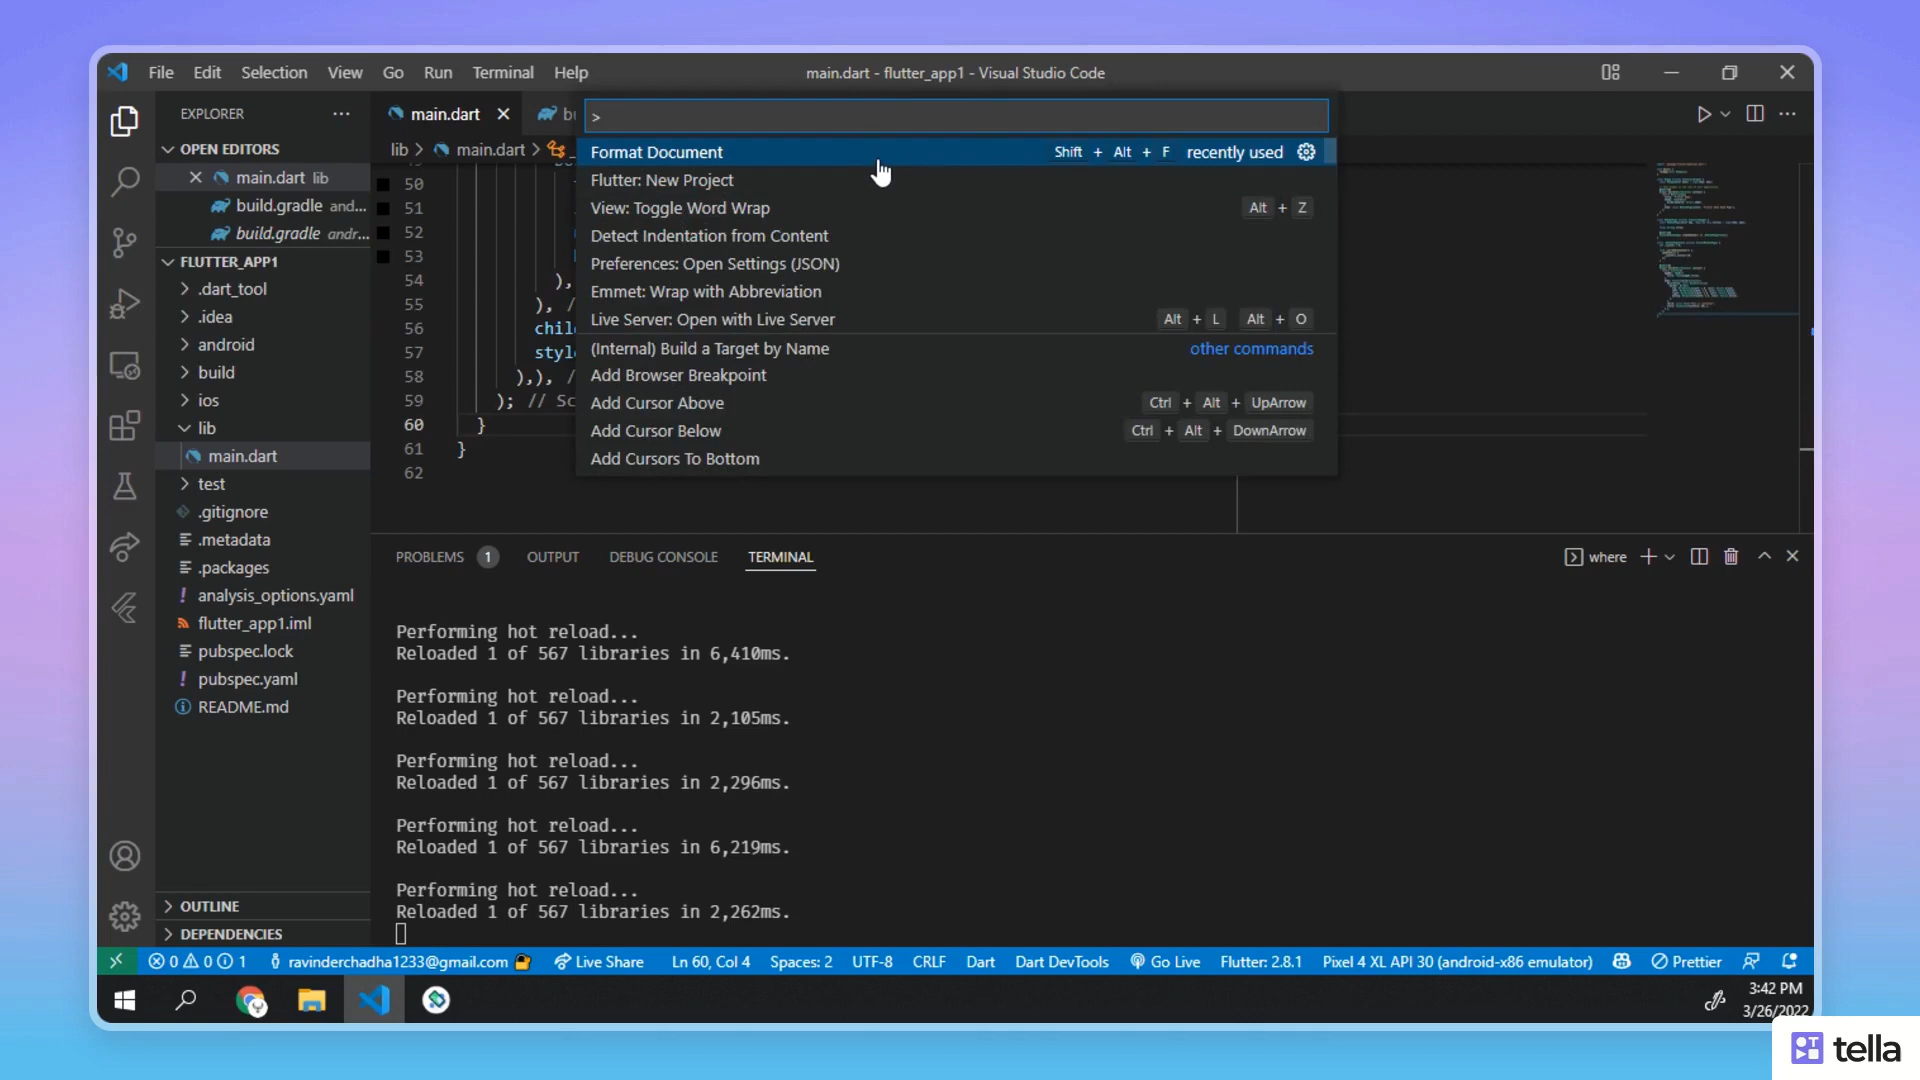 File Edit Selection View Go Run Terminal Help
main.dart - flutter_app1 - Visual Studio Code
EXPLORER
OPEN EDITORS
main.dart lib
build.gradle and...
build.gradle andr...
FLUTTER_APP1
.dart_tool
.idea
android
build
ios
lib
main.dart
test
.gitignore
.metadata
.packages
analysis_options.yaml
flutter_app1.iml
pubspec.lock
pubspec.yaml
README.md
OUTLINE
DEPENDENCIES
main.dart
lib > main.dart >
>
Format Document Shift + Alt + F recently used
Flutter: New Project
View: Toggle Word Wrap Alt + Z
Detect Indentation from Content
Preferences: Open Settings (JSON)
Emmet: Wrap with Abbreviation
Live Server: Open with Live Server Alt + L Alt + O
(Internal) Build a Target by Name other commands
Add Browser Breakpoint
Add Cursor Above Ctrl + Alt + UpArrow
Add Cursor Below Ctrl + Alt + DownArrow
Add Cursors To Bottom
50
51
52
53
54 ),
55 ), /
56 chil
57 style
58 ),), /
59 ); // Sc
60 }
61 }
62
PROBLEMS 1 OUTPUT DEBUG CONSOLE TERMINAL
where
Performing hot reload...
Reloaded 1 of 567 libraries in 6,410ms.
Performing hot reload...
Reloaded 1 of 567 libraries in 2,105ms.
Performing hot reload...
Reloaded 1 of 567 libraries in 2,296ms.
Performing hot reload...
Reloaded 1 of 567 libraries in 6,219ms.
Performing hot reload...
Reloaded 1 of 567 libraries in 2,262ms.
0 0 1 ravinderchadha1233@gmail.com Live Share Ln 60, Col 4 Spaces: 2 UTF-8 CRLF Dart Dart DevTools Go Live Flutter: 2.8.1 Pixel 4 XL API 30 (android-x86 emulator) Prettier
3:42 PM
3/26/2022
tella